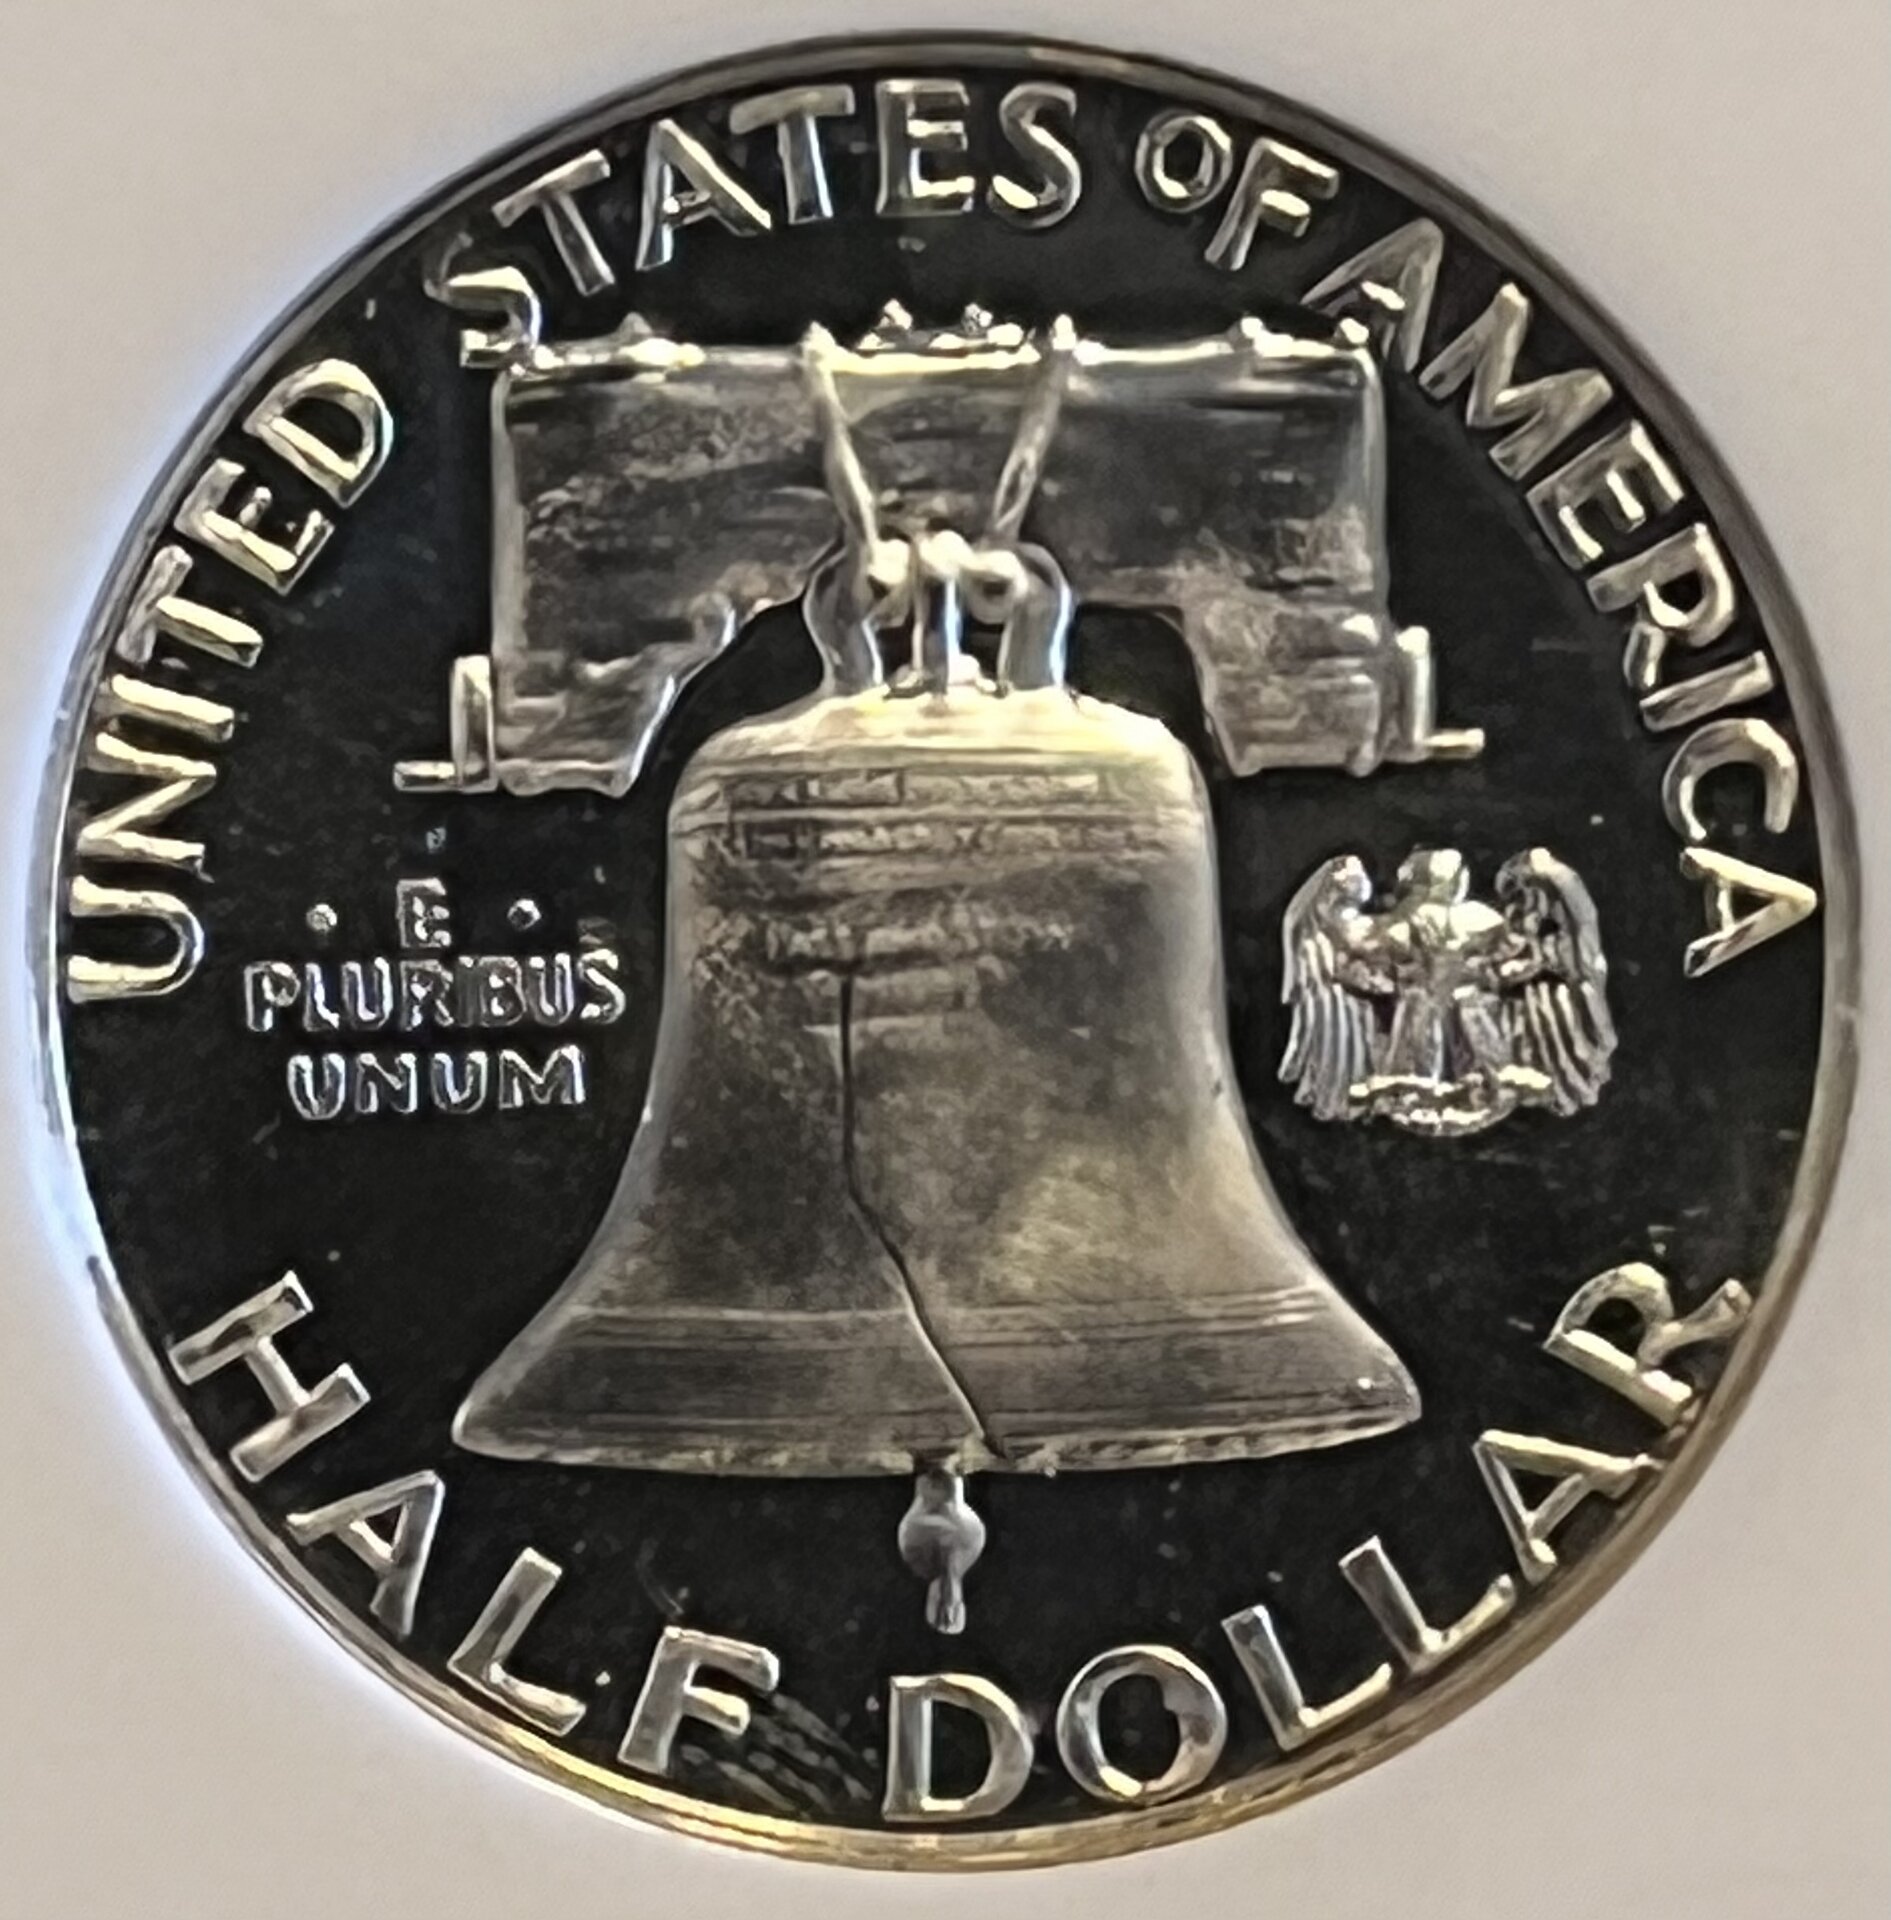 UNITED STATES OF AMERICA
· E ·
PLURIBUS
UNUM
HALF DOLLAR